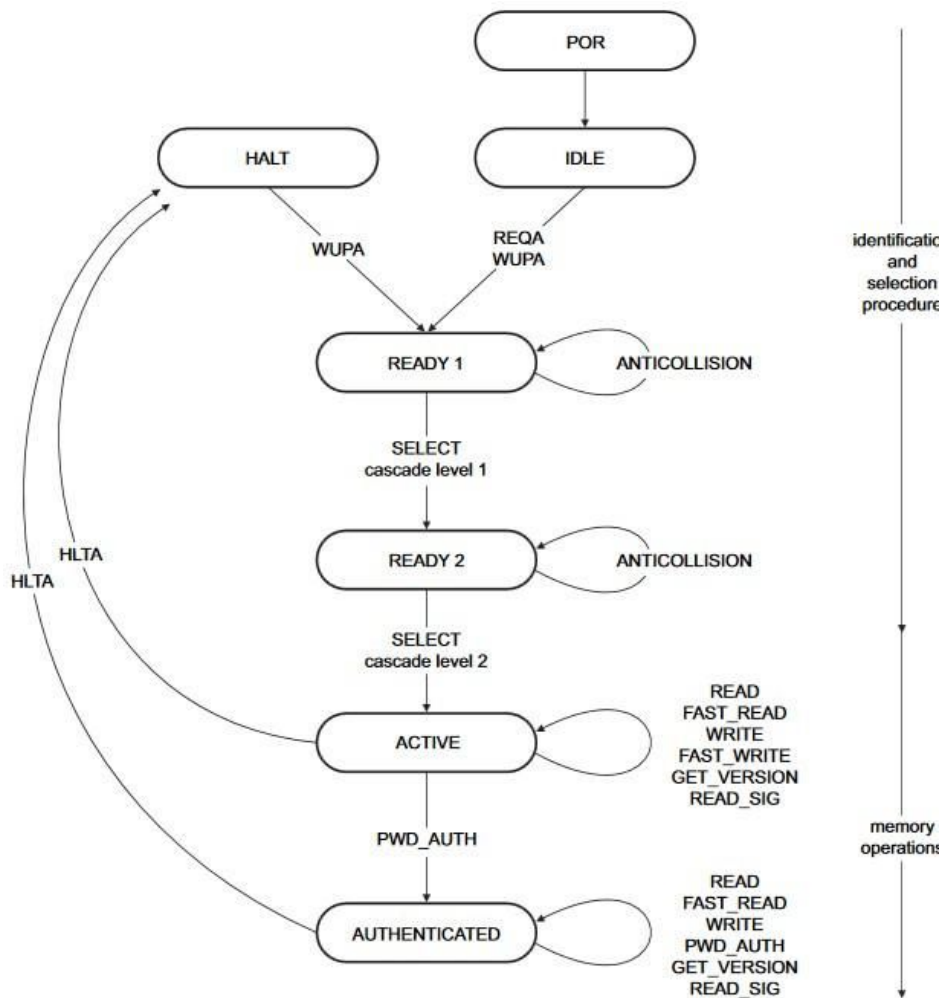 POR
HALT
IDLE
WUPA
REQA
WUPA
identificatio
and
selection
procedure
READY 1
ANTICOLLISION
SELECT
cascade level 1
HLTA
HLTA
READY 2
ANTICOLLISION
SELECT
cascade level 2
READ
FAST_READ
WRITE
FAST_WRITE
GET_VERSION
READ_SIG
ACTIVE
PWD_AUTH
memory
operations
READ
FAST_READ
WRITE
PWD_AUTH
GET_VERSION
READ_SIG
AUTHENTICATED